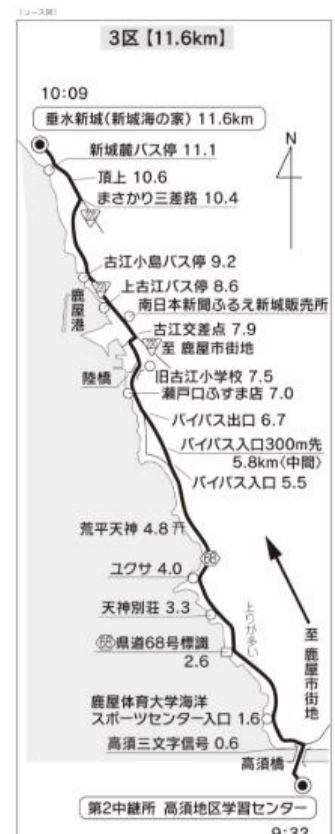 (コース図)
3区【11.6km】
10:09
垂水新城(新城海の家) 11.6km
N
新城麓バス停 11.1
頂上 10.6
まさかり三差路 10.4
古江小島バス停 9.2
上古江バス停 8.6
鹿屋港
南日本新聞ふるえ新城販売所
古江交差点 7.9
至 鹿屋市街地
陸橋
旧古江小学校 7.5
瀬戸口ふすま店 7.0
バイパス出口 6.7
バイパス入口300m先
5.8km〈中間〉
バイパス入口 5.5
荒平天神 4.8
68
ユクサ 4.0
天神別荘 3.3
上りが多い
至 鹿屋市街地
68県道68号標識
2.6
鹿屋体育大学海洋
スポーツセンター入口 1.6
高須三文字信号 0.6
高須橋
第2中継所 高須地区学習センター
9:32